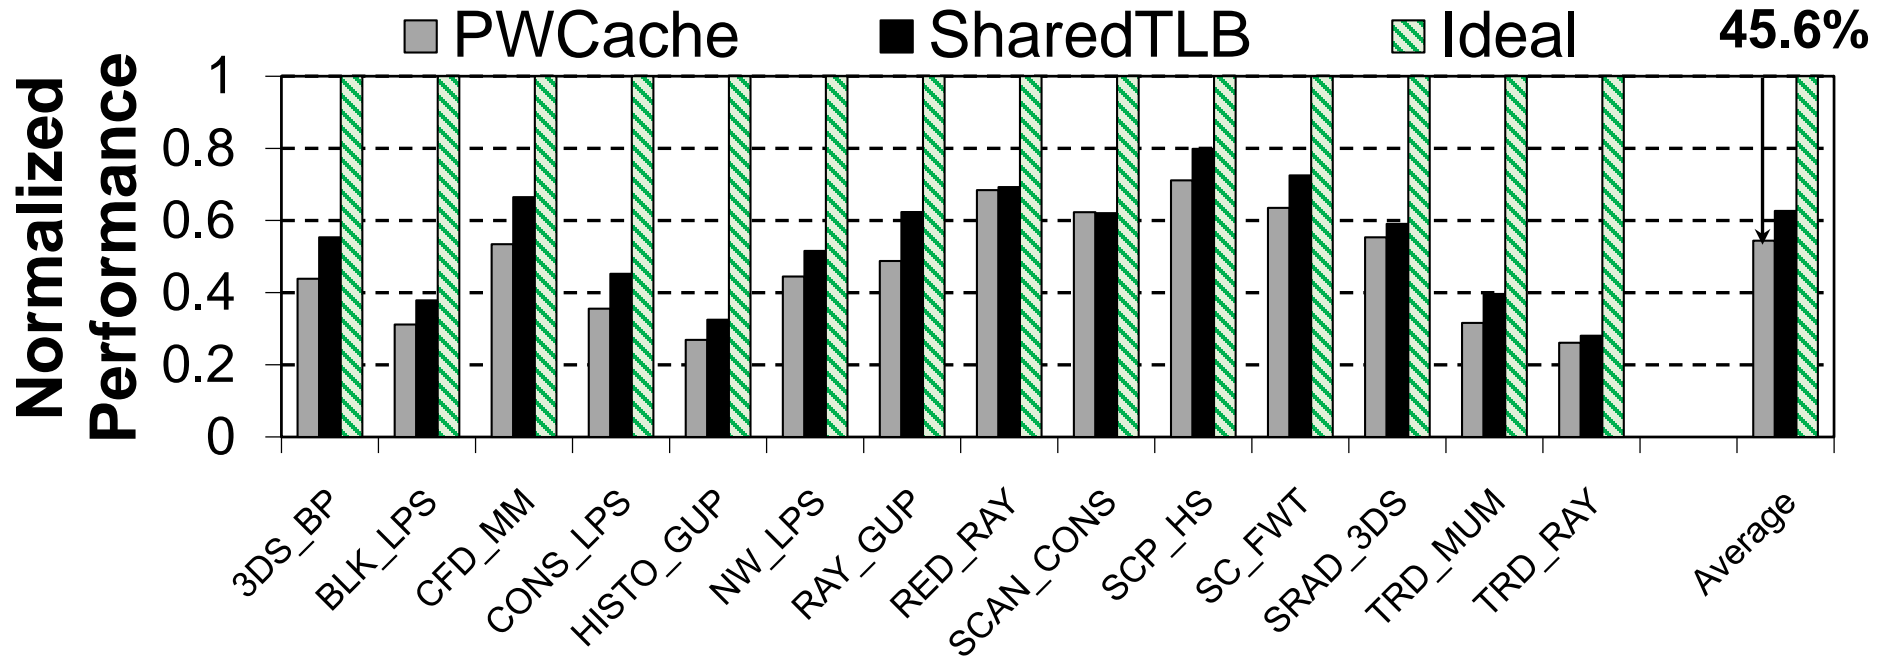 PWCache SharedTLB Ideal 45.6%
Normalized
Performance
1
0.8
0.6
0.4
0.2
0
3DS_BP
BLK_LPS
CFD_MM
CONS_LPS
HISTO_GUP
NW_LPS
RAY_GUP
RED_RAY
SCAN_CONS
SCP_HS
SC_FWT
SRAD_3DS
TRD_MUM
TRD_RAY
Average